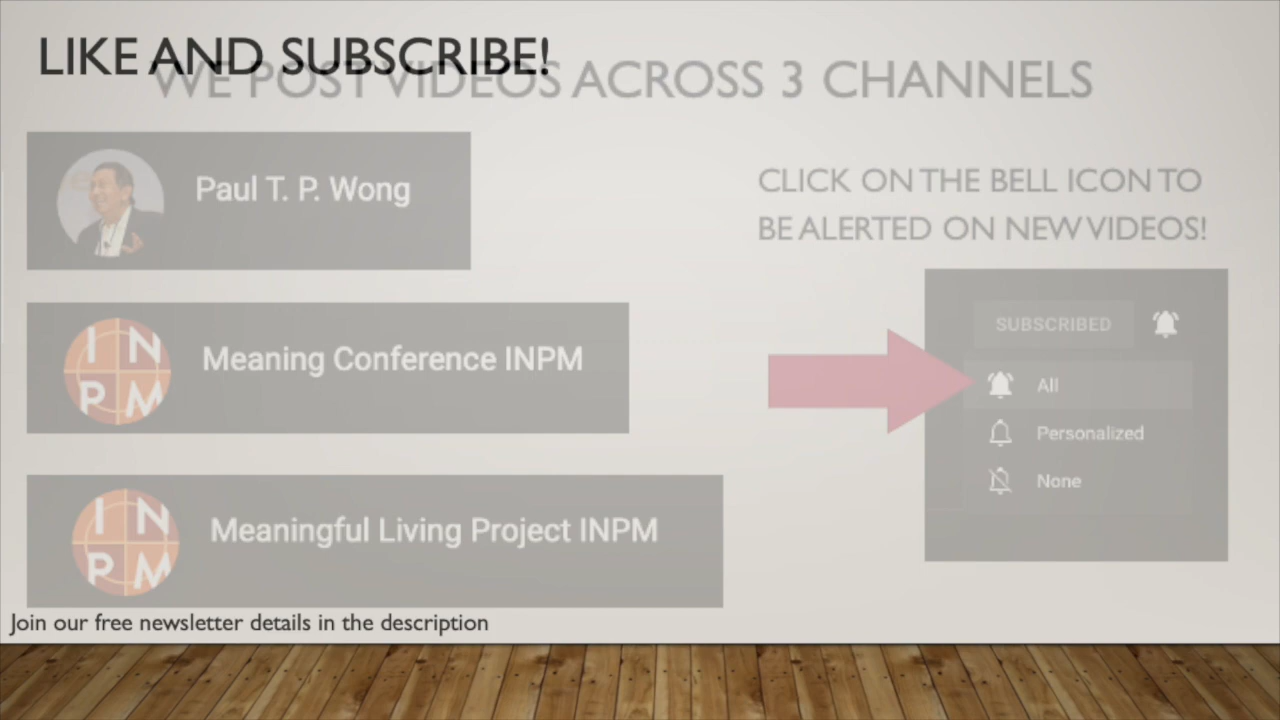 LIKE AND SUBSCRIBE!
WE POST VIDEOS ACROSS 3 CHANNELS
Paul T. P. Wong
CLICK ON THE BELL ICON TO
BE ALERTED ON NEW VIDEOS!
I N
P M
Meaning Conference INPM
SUBSCRIBED
All
Personalized
None
I N
P M
Meaningful Living Project INPM
Join our free newsletter details in the description